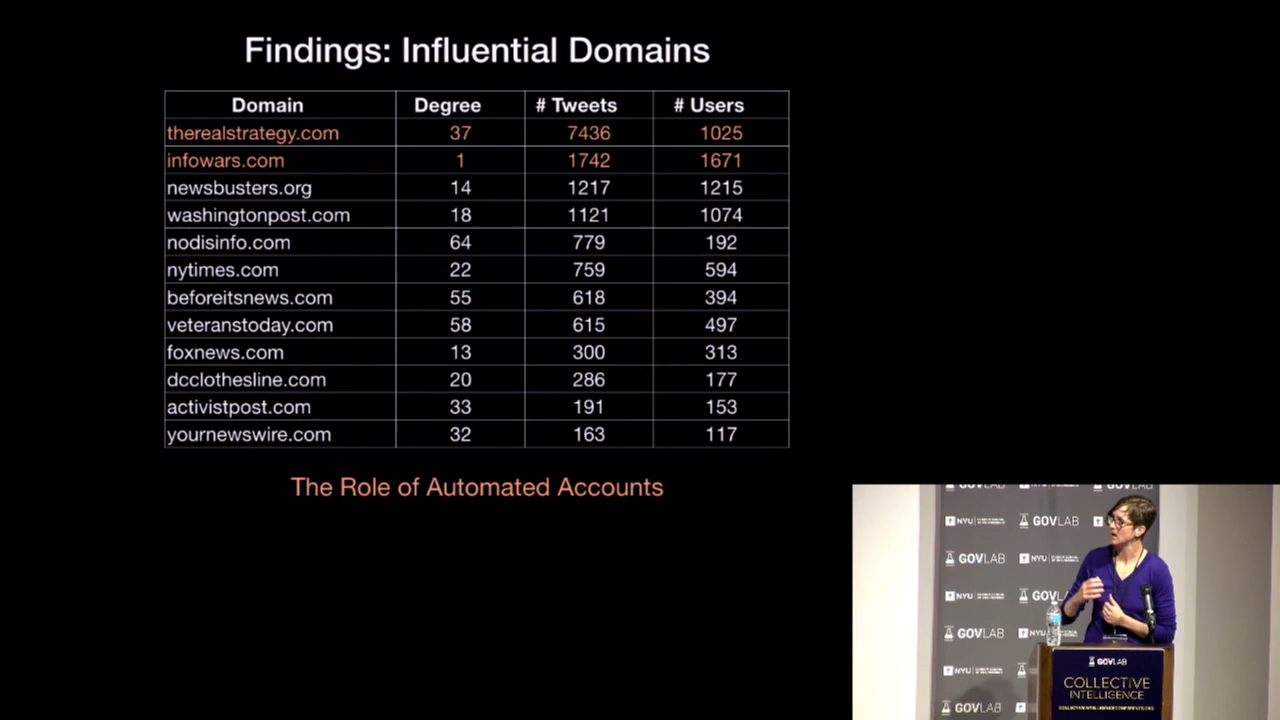 Findings: Influential Domains
Domain Degree # Tweets # Users
therealstrategy.com 37 7436 1025
infowars.com 1 1742 1671
newsbusters.org 14 1217 1215
washingtonpost.com 18 1121 1074
nodisinfo.com 64 779 192
nytimes.com 22 759 594
beforeitsnews.com 55 618 394
veteranstoday.com 58 615 497
foxnews.com 13 300 313
dcclothesline.com 20 286 177
activistpost.com 33 191 153
yournewswire.com 32 163 117
The Role of Automated Accounts
GOVLAB
NYU GOVLAB
GOVLAB NYU
NYU GOVLAB
GOVLAB NYU
NYU
GOVLAB
GOVLAB
COLLECTIVE
INTELLIGENCE